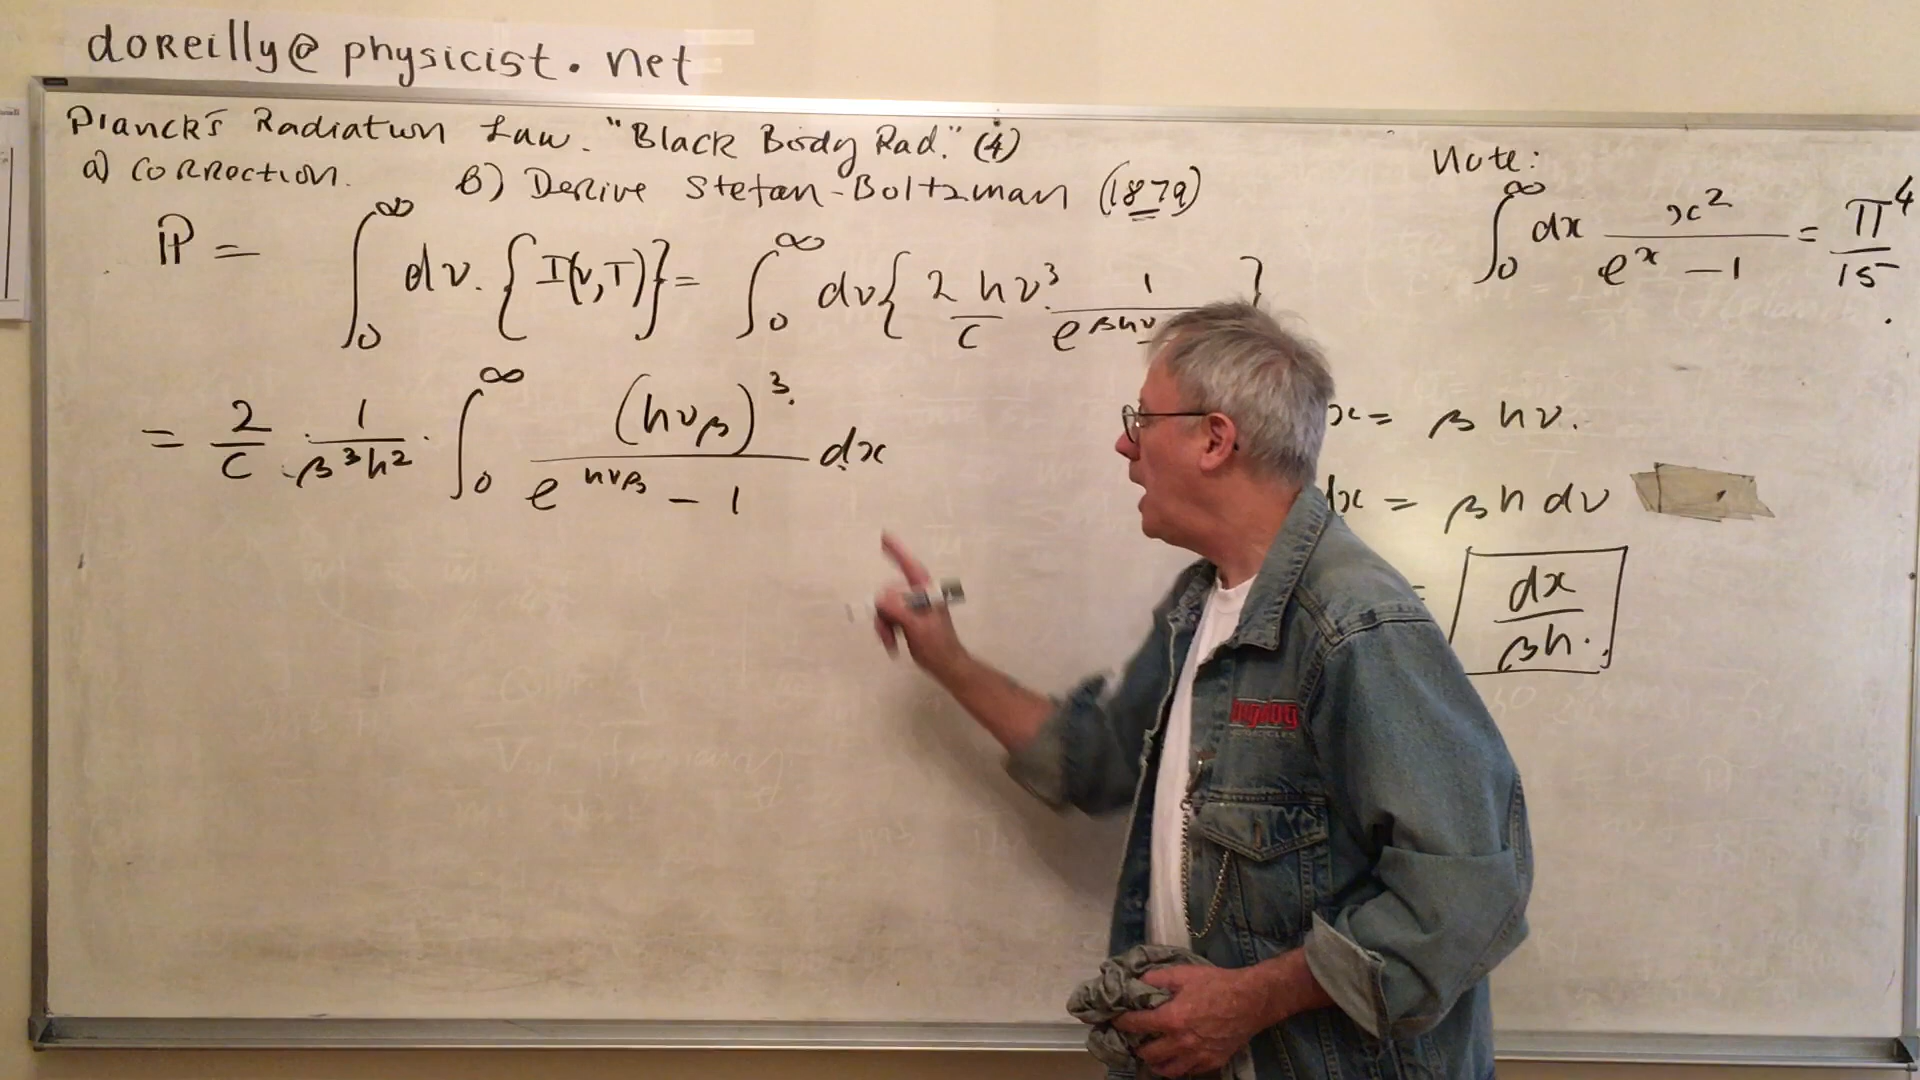 doreilly@physicist.net
Planck's Radiation Law. "Black Body Rad." (4)
a) Correction. B) Derive Stefan-Boltzman (1879)
Note:
∫₀^∞ dx x²/(eˣ − 1) = π⁴/15.
ℙ = ∫₀^∞ dν. {I(ν,T)} = ∫₀^∞ dν{2hν³/c · 1/e^βhν }
= 2/c · 1/β³h² · ∫₀^∞ (hνβ)³/(e^hνβ − 1) dx
x = βhν.
dx = βh dν
= dx/βh.